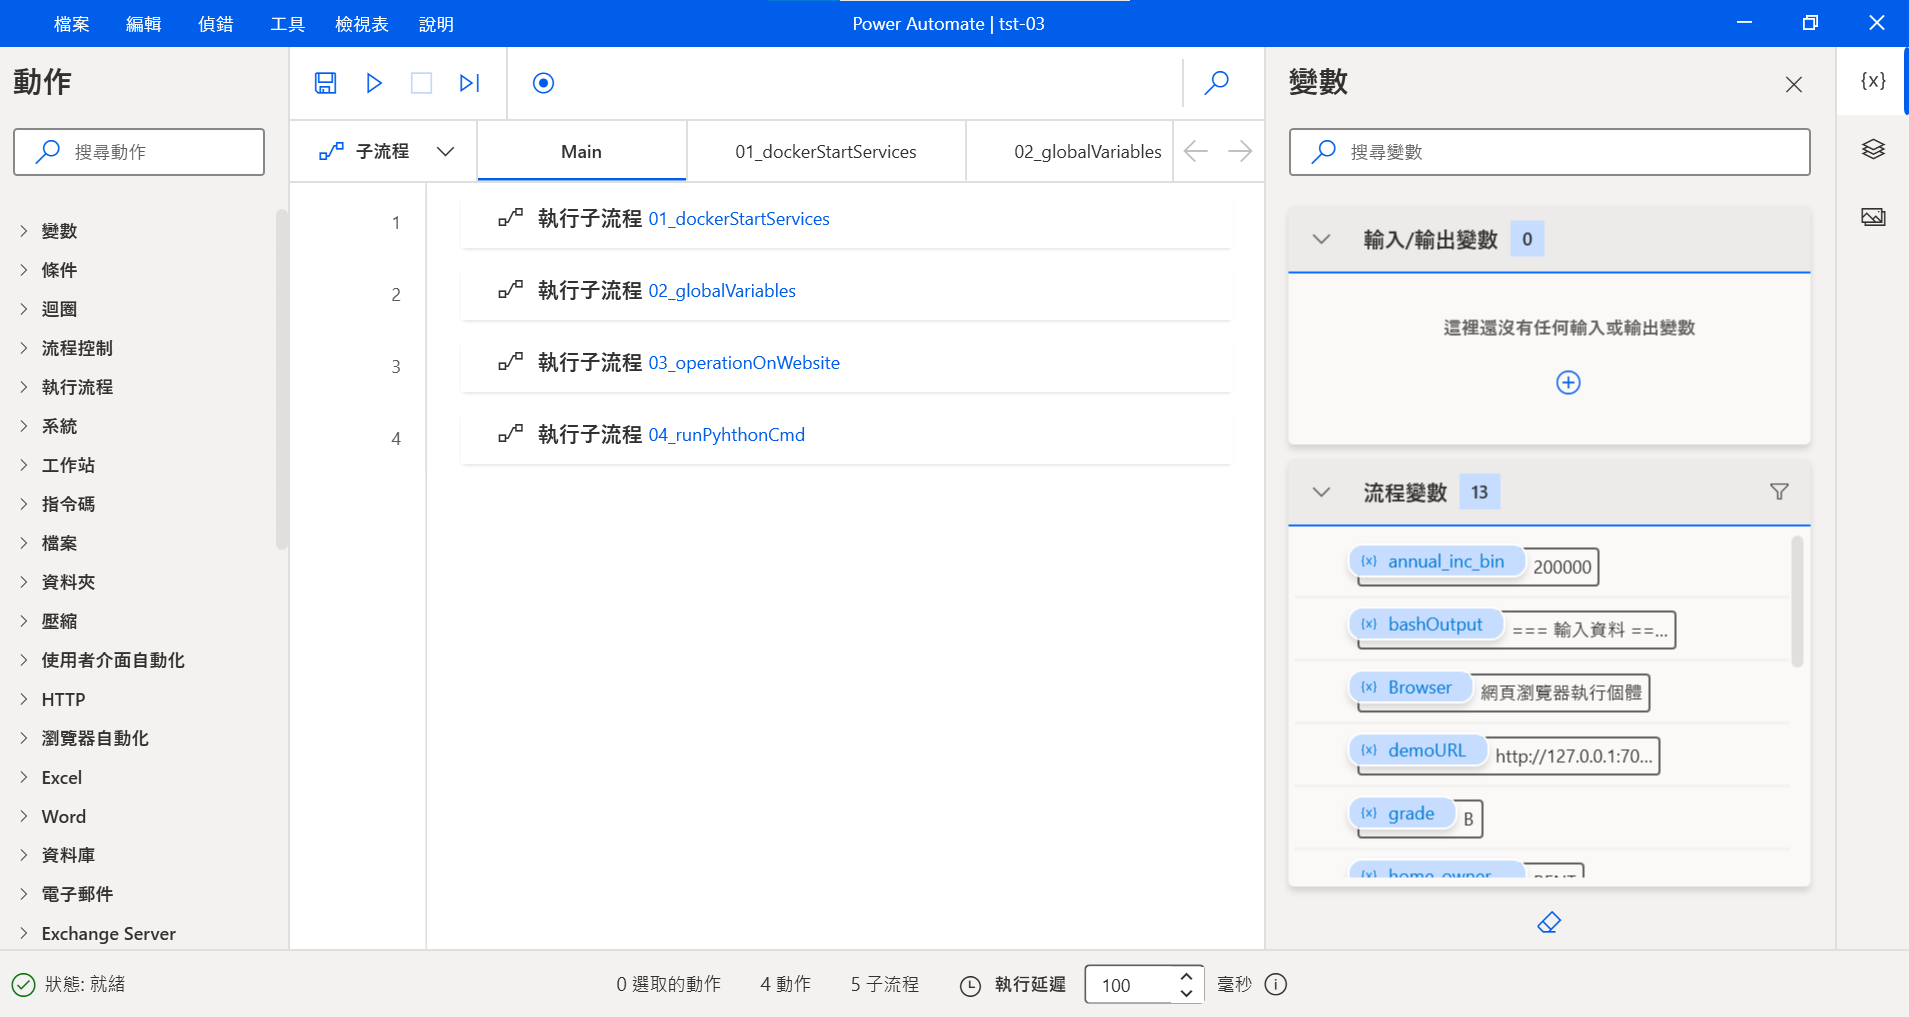 檔案 編輯 偵錯 工具 檢視表 說明
Power Automate | tst-03
動作
搜尋動作
變數
條件
迴圈
流程控制
執行流程
系統
工作站
指令碼
檔案
資料夾
壓縮
使用者介面自動化
HTTP
瀏覽器自動化
Excel
Word
資料庫
電子郵件
Exchange Server
子流程 Main 01_dockerStartServices 02_globalVariables
1 執行子流程 01_dockerStartServices
2 執行子流程 02_globalVariables
3 執行子流程 03_operationOnWebsite
4 執行子流程 04_runPyhthonCmd
變數
{x}
搜尋變數
輸入/輸出變數 0
這裡還沒有任何輸入或輸出變數
流程變數 13
{x} annual_inc_bin 200000
{x} bashOutput === 輸入資料 ==...
{x} Browser 網頁瀏覽器執行個體
{x} demoURL http://127.0.0.1:70...
{x} grade B
{x} home_owner RENT
狀態: 就緒 0 選取的動作 4 動作 5 子流程 執行延遲 100 毫秒